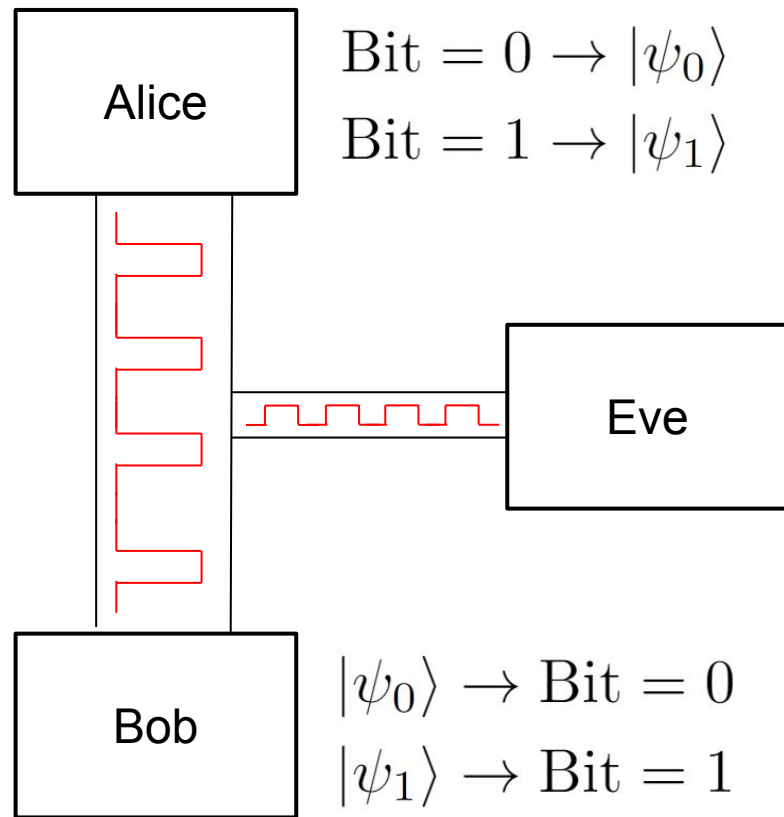 Alice
Bit = 0 → |ψ₀⟩
Bit = 1 → |ψ₁⟩
Eve
Bob
|ψ₀⟩ → Bit = 0
|ψ₁⟩ → Bit = 1